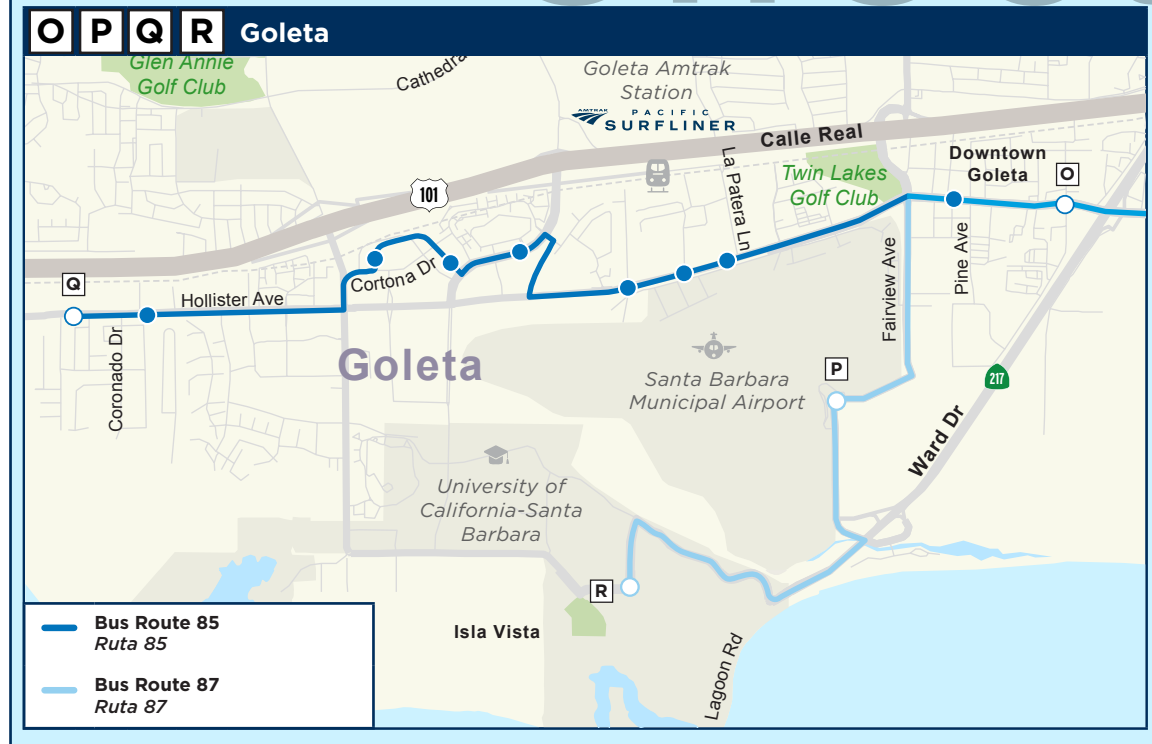 O P Q R Goleta
Glen Annie
Golf Club
Cathedra
Goleta Amtrak
Station
AMTRAK
PACIFIC
SURFLINER
Calle Real
La Patera Ln
Twin Lakes
Golf Club
Downtown
Goleta
O
101
Q
Hollister Ave
Cortona Dr
Coronado Dr
Goleta
Fairview Ave
Pine Ave
Santa Barbara
Municipal Airport
P
217
Ward Dr
University of
California-Santa
Barbara
R
Isla Vista
Lagoon Rd
Bus Route 85
Ruta 85
Bus Route 87
Ruta 87